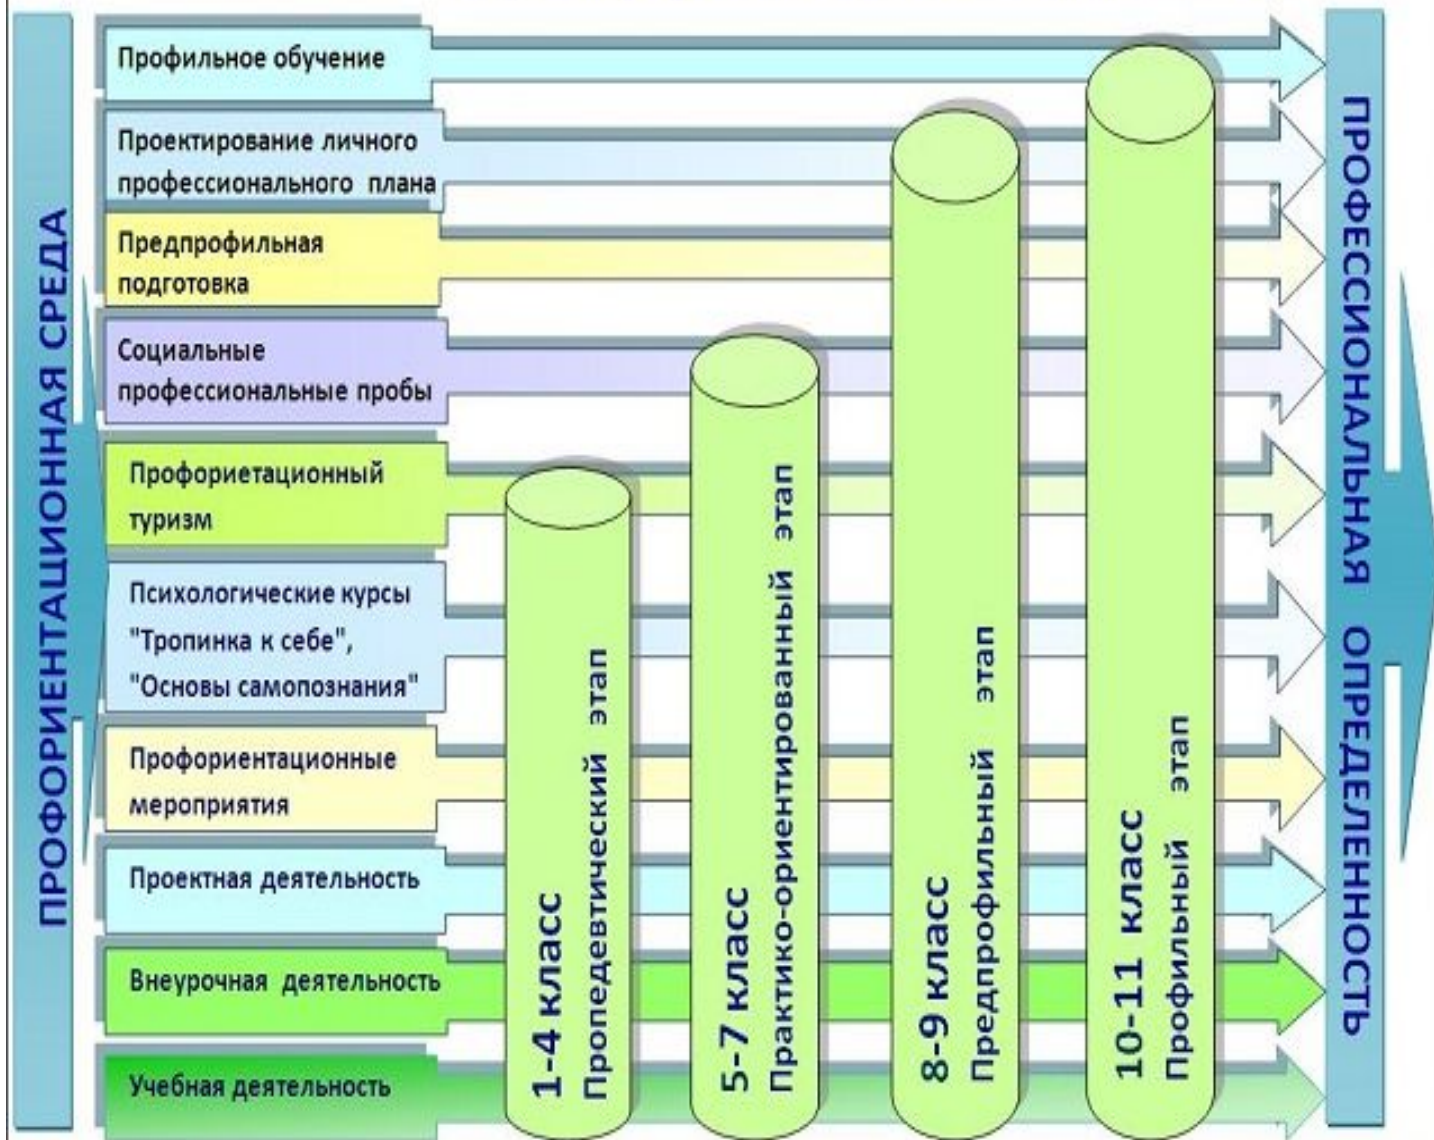 ПРОФОРИЕНТАЦИОННАЯ СРЕДА
Профильное обучение
Проектирование личного
профессионального плана
Предпрофильная
подготовка
Социальные
профессиональные пробы
Профориетационный
туризм
Психологические курсы
"Тропинка к себе",
"Основы самопознания"
Профориентационные
мероприятия
Проектная деятельность
Внеурочная деятельность
Учебная деятельность
1-4 класс
Пропедевтический этап
5-7 класс
Практико-ориентированный этап
8-9 класс
Предпрофильный этап
10-11 класс
Профильный этап
ПРОФЕССИОНАЛЬНАЯ ОПРЕДЕЛЕННОСТЬ